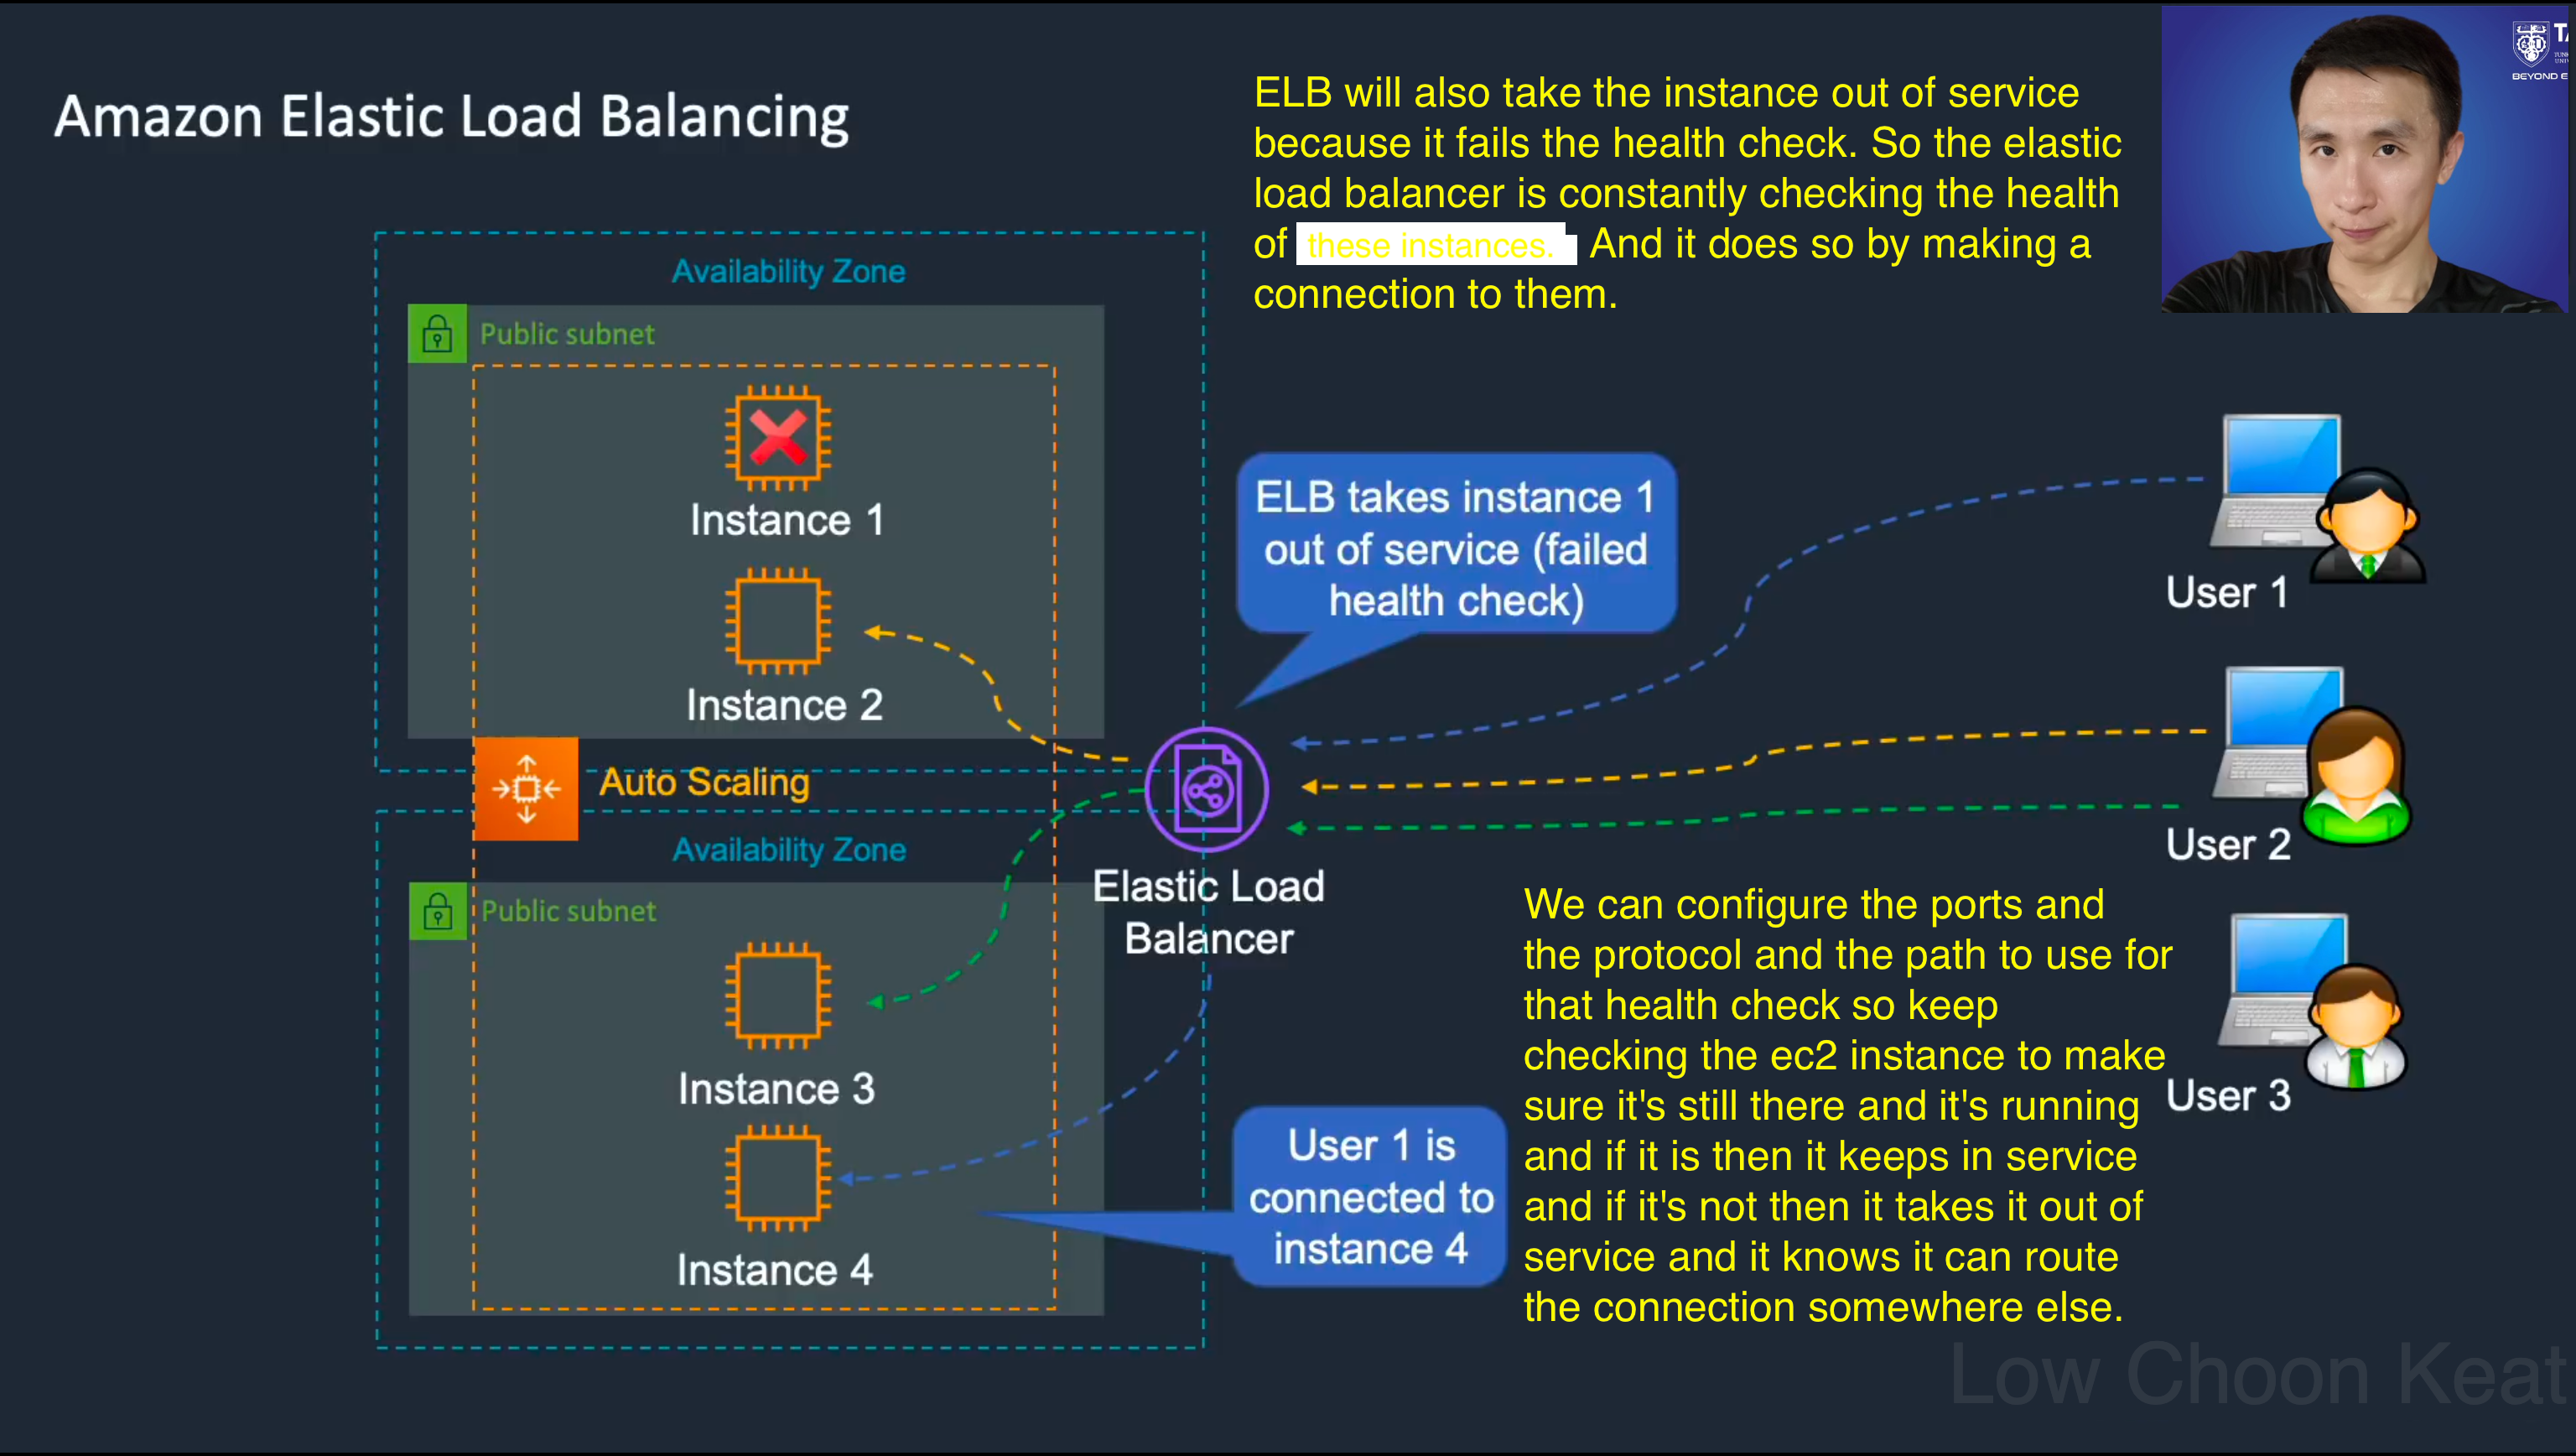 Amazon Elastic Load Balancing
ELB will also take the instance out of service
because it fails the health check. So the elastic
load balancer is constantly checking the health
of these instances. And it does so by making a
connection to them.
BEYOND E
Availability Zone
Public subnet
Instance 1
Instance 2
Auto Scaling
Availability Zone
Public subnet
Instance 3
Instance 4
ELB takes instance 1
out of service (failed
health check)
Elastic Load
Balancer
User 1 is
connected to
instance 4
User 1
User 2
User 3
We can configure the ports and
the protocol and the path to use for
that health check so keep
checking the ec2 instance to make
sure it's still there and it's running
and if it is then it keeps in service
and if it's not then it takes it out of
service and it knows it can route
the connection somewhere else.
Low Choon Keat